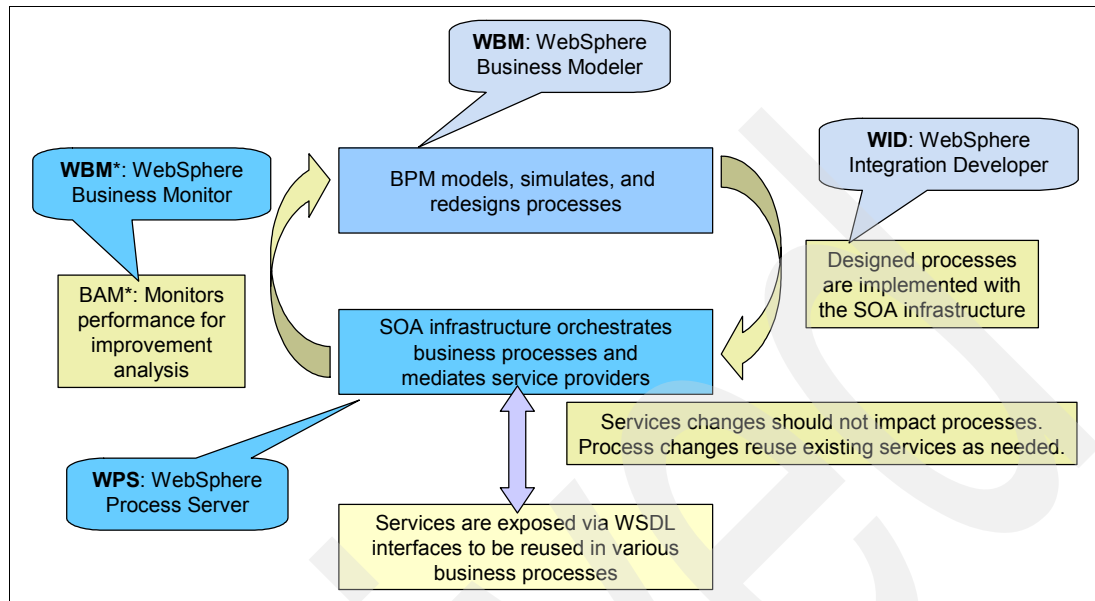 WBM: WebSphere
Business Modeler
WBM*: WebSphere
Business Monitor
WID: WebSphere
Integration Developer
BPM models, simulates, and
redesigns processes
BAM*: Monitors
performance for
improvement
analysis
Designed processes
are implemented with
the SOA infrastructure
SOA infrastructure orchestrates
business processes and
mediates service providers
Services changes should not impact processes.
Process changes reuse existing services as needed.
WPS: WebSphere
Process Server
Services are exposed via WSDL
interfaces to be reused in various
business processes